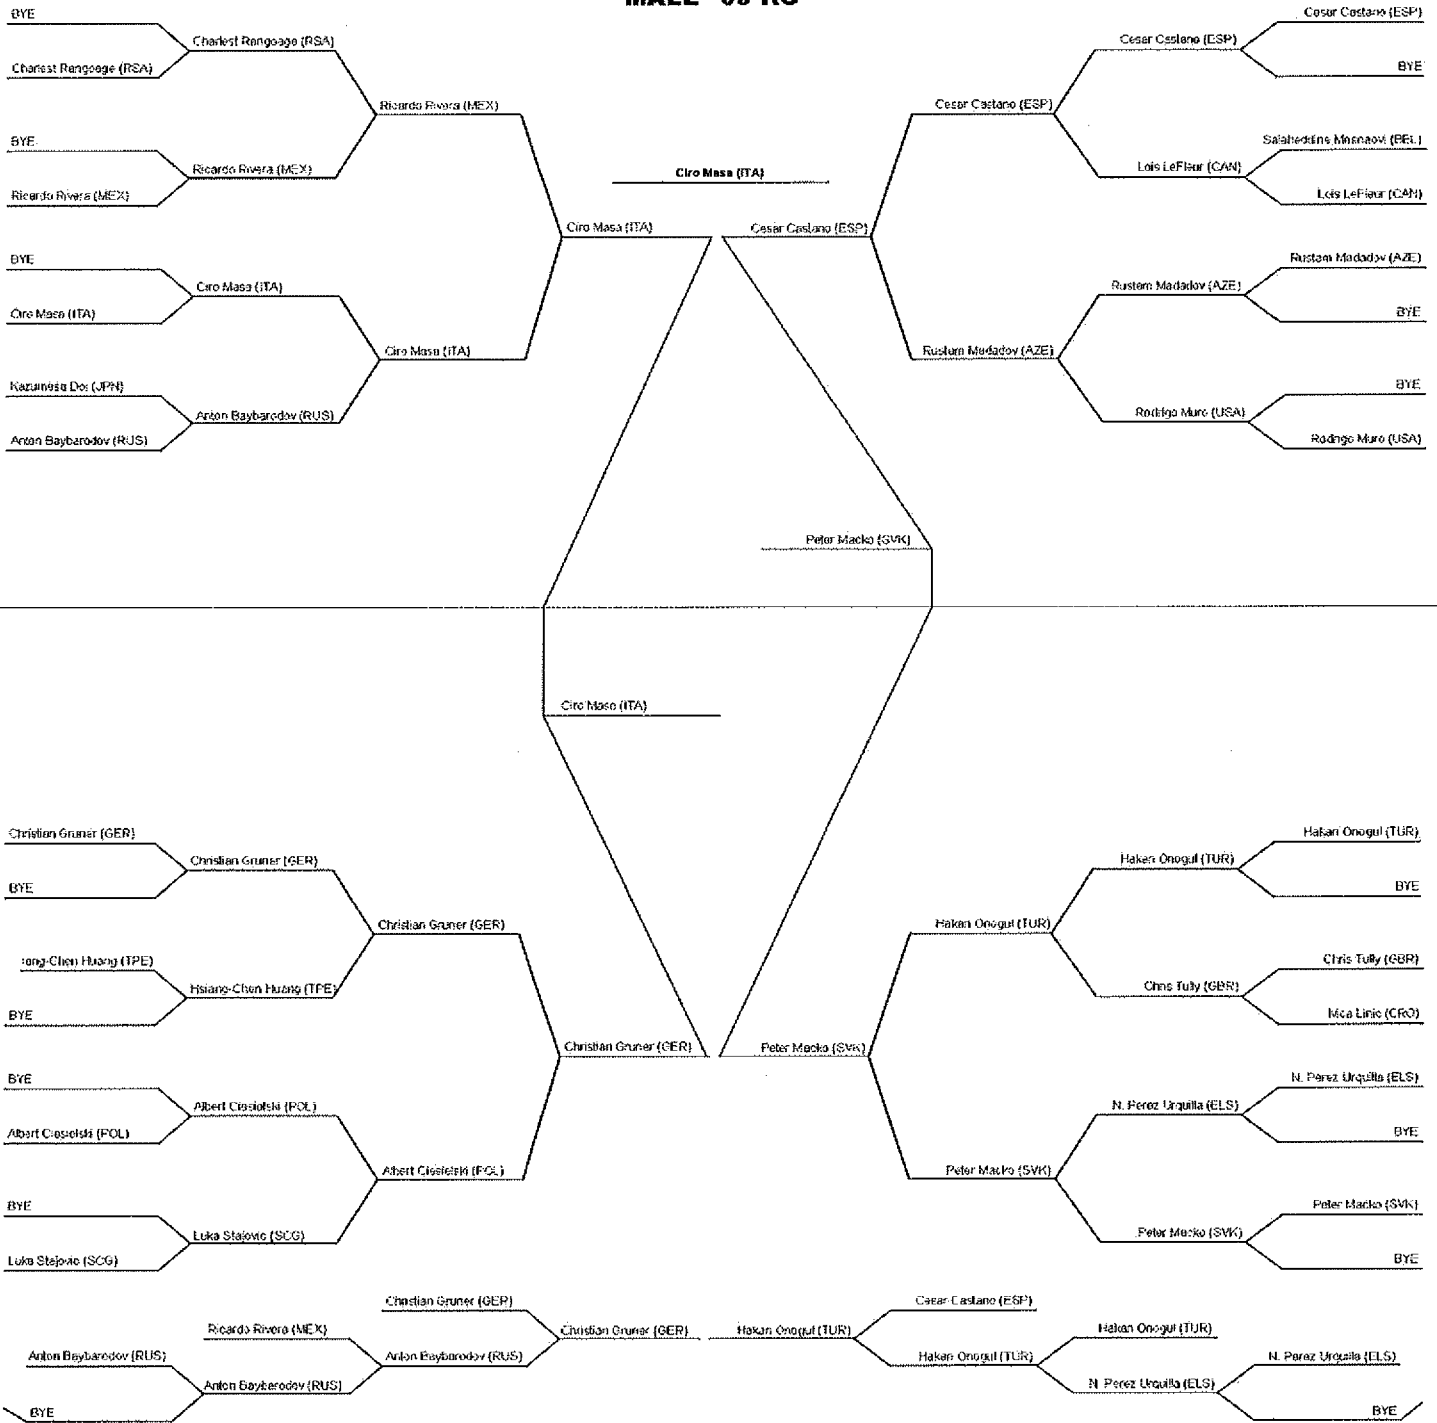 BYE
Charlest Rangoage (RSA)
Charlest Rangoage (RSA)
Ricardo Rivera (MEX)
BYE
Ricardo Rivera (MEX)
Ricardo Rivera (MEX)
Ciro Masa (ITA)
BYE
Ciro Masa (ITA)
Ciro Masa (ITA)
Ciro Masa (ITA)
Kazumasa Doi (JPN)
Anton Baybarodov (RUS)
Anton Baybarodov (RUS)
Ciro Masa (ITA)
Cesar Castano (ESP)
Cesar Castano (ESP)
BYE
Cesar Castano (ESP)
Lois LeFleur (CAN)
Lois LeFleur (CAN)
Cesar Castano (ESP)
Rustam Madadov (AZE)
Rustam Madadov (AZE)
BYE
Rustam Madadov (AZE)
BYE
Rodrigo Muro (USA)
Rodrigo Muro (USA)
Peter Macko (SVK)
Ciro Masa (ITA)
Christian Gruner (GER)
Christian Gruner (GER)
BYE
Christian Gruner (GER)
ang-Chen Huang (TPE)
Hsiang-Chen Huang (TPE)
BYE
Christian Gruner (GER)
BYE
Albert Ciesielski (POL)
Albert Ciesielski (POL)
Albert Ciesielski (POL)
BYE
Luka Stajovic (SCG)
Luka Stajovic (SCG)
Hakan Onogul (TUR)
Hakan Onogul (TUR)
BYE
Hakan Onogul (TUR)
Chris Tully (GBR)
Chris Tully (GBR)
Linic (CRO)
Peter Macko (SVK)
N. Perez Urquilla (ELS)
N. Perez Urquilla (ELS)
BYE
Peter Macko (SVK)
Peter Macko (SVK)
Peter Macko (SVK)
BYE
Christian Gruner (GER)
Ricardo Rivera (MEX)
Christian Gruner (GER)
Anton Baybarodov (RUS)
Anton Baybarodov (RUS)
Anton Baybarodov (RUS)
BYE
Cesar Castano (ESP)
Hakan Onogul (TUR)
Hakan Onogul (TUR)
Hakan Onogul (TUR)
N. Perez Urquilla (ELS)
N. Perez Urquilla (ELS)
BYE